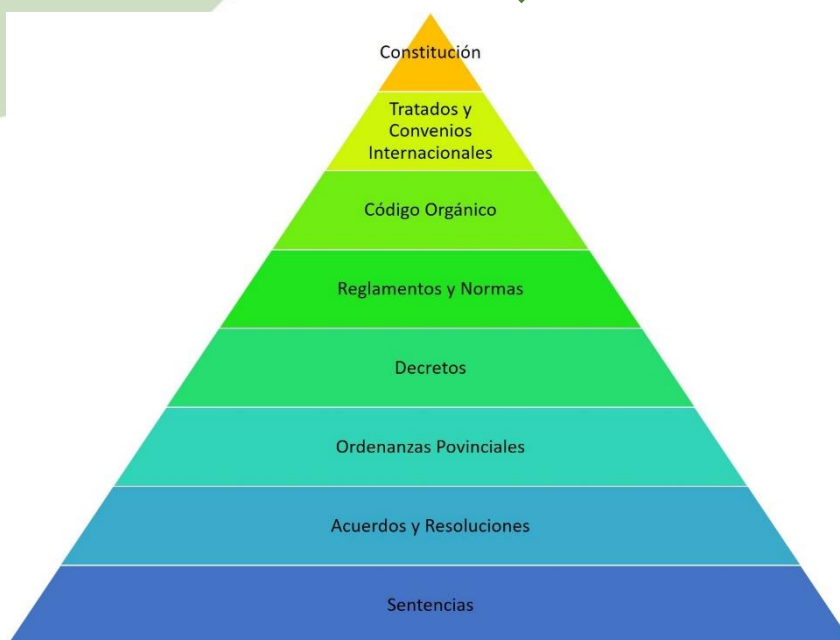 Constitución
Tratados y
Convenios
Internacionales
Código Orgánico
Reglamentos y Normas
Decretos
Ordenanzas Povinciales
Acuerdos y Resoluciones
Sentencias